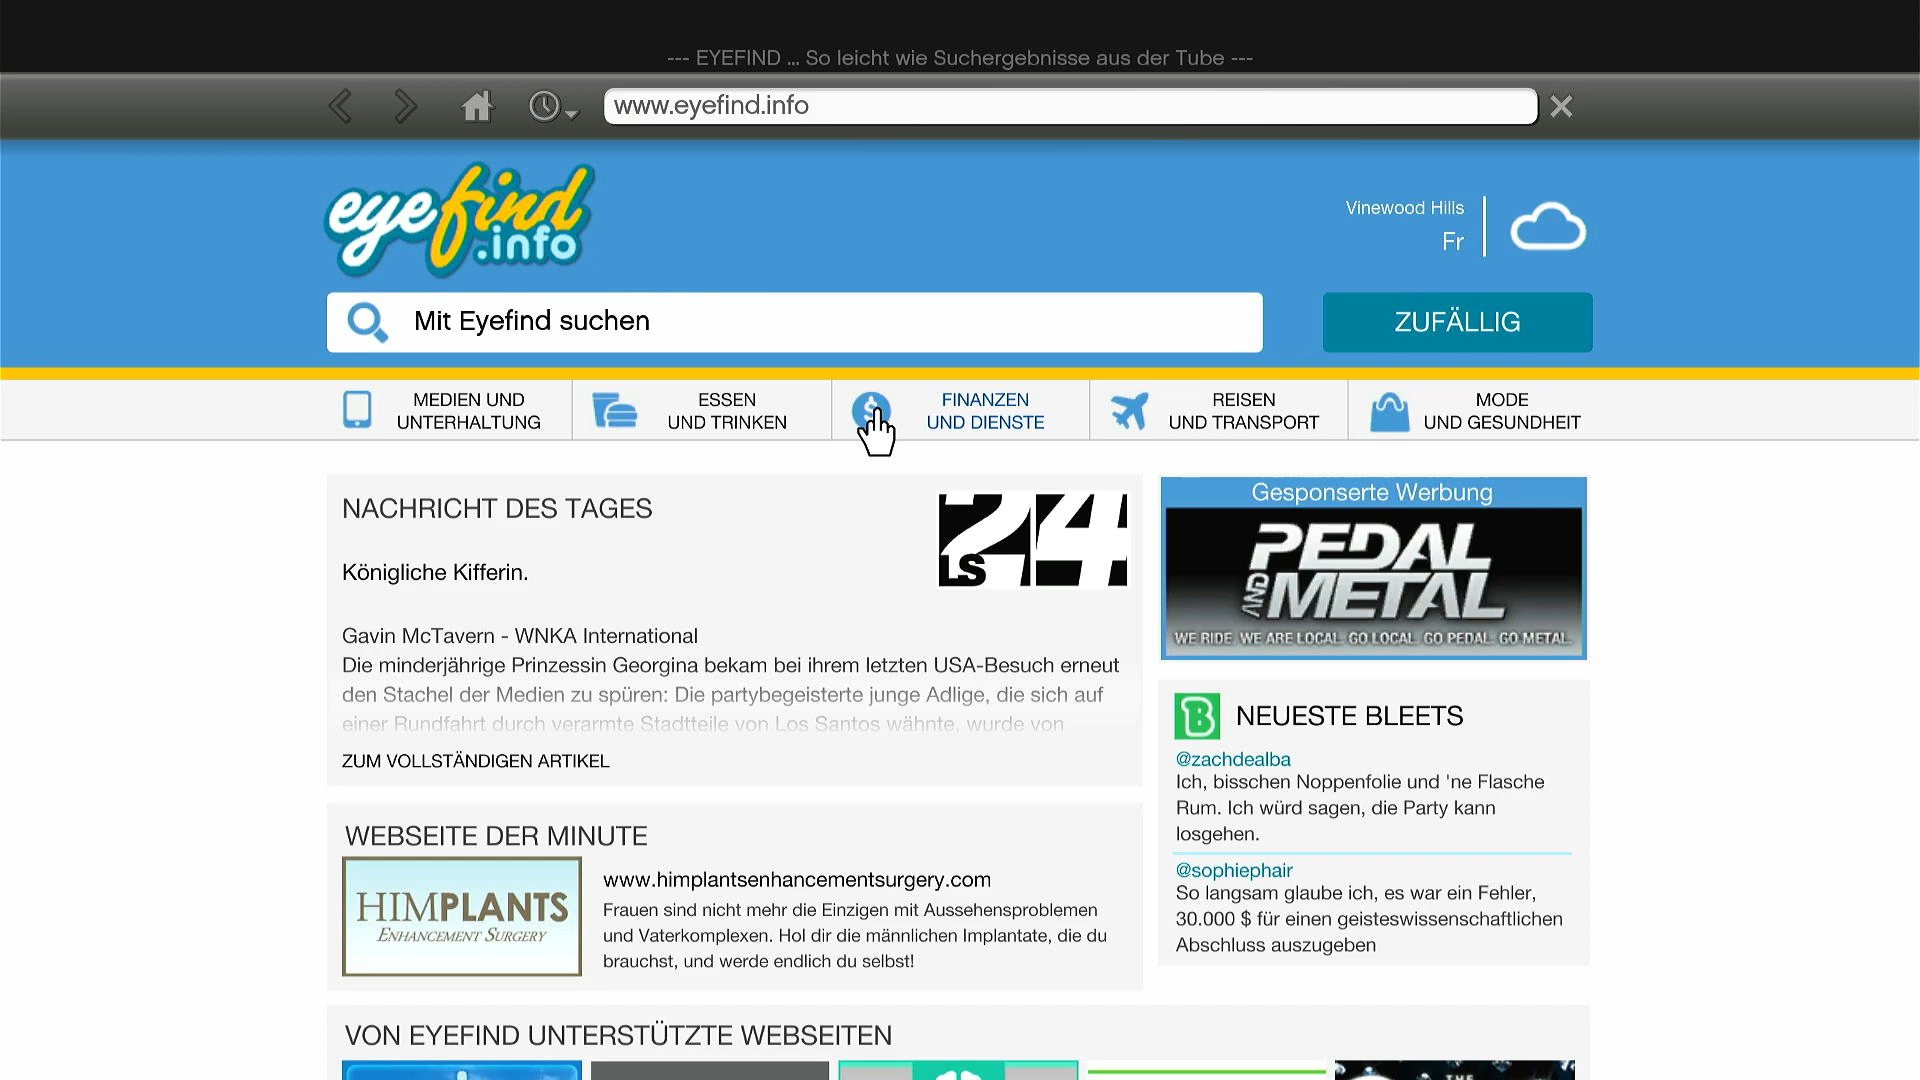 --- EYEFIND ... So leicht wie Suchergebnisse aus der Tube ---
www.eyefind.info
eyefind
.info
Vinewood Hills
Fr
Mit Eyefind suchen
ZUFÄLLIG
MEDIEN UND
UNTERHALTUNG
ESSEN
UND TRINKEN
FINANZEN
UND DIENSTE
REISEN
UND TRANSPORT
MODE
UND GESUNDHEIT
NACHRICHT DES TAGES
24
LS
Königliche Kifferin.
Gavin McTavern - WNKA International
Die minderjährige Prinzessin Georgina bekam bei ihrem letzten USA-Besuch erneut
den Stachel der Medien zu spüren: Die partybegeisterte junge Adlige, die sich auf
einer Rundfahrt durch verarmte Stadtteile von Los Santos wähnte, wurde von
ZUM VOLLSTÄNDIGEN ARTIKEL
Gesponserte Werbung
PEDAL
AND
METAL
WE RIDE. WE ARE LOCAL. GO LOCAL. GO PEDAL. GO METAL.
B
NEUESTE BLEETS
@zachdealba
Ich, bisschen Noppenfolie und 'ne Flasche
Rum. Ich würd sagen, die Party kann
losgehen.
@sophiephair
So langsam glaube ich, es war ein Fehler,
30.000 $ für einen geisteswissenschaftlichen
Abschluss auszugeben
WEBSEITE DER MINUTE
HIMPLANTS
ENHANCEMENT SURGERY
www.himplantsenhancementsurgery.com
Frauen sind nicht mehr die Einzigen mit Aussehensproblemen
und Vaterkomplexen. Hol dir die männlichen Implantate, die du
brauchst, und werde endlich du selbst!
VON EYEFIND UNTERSTÜTZTE WEBSEITEN
THE